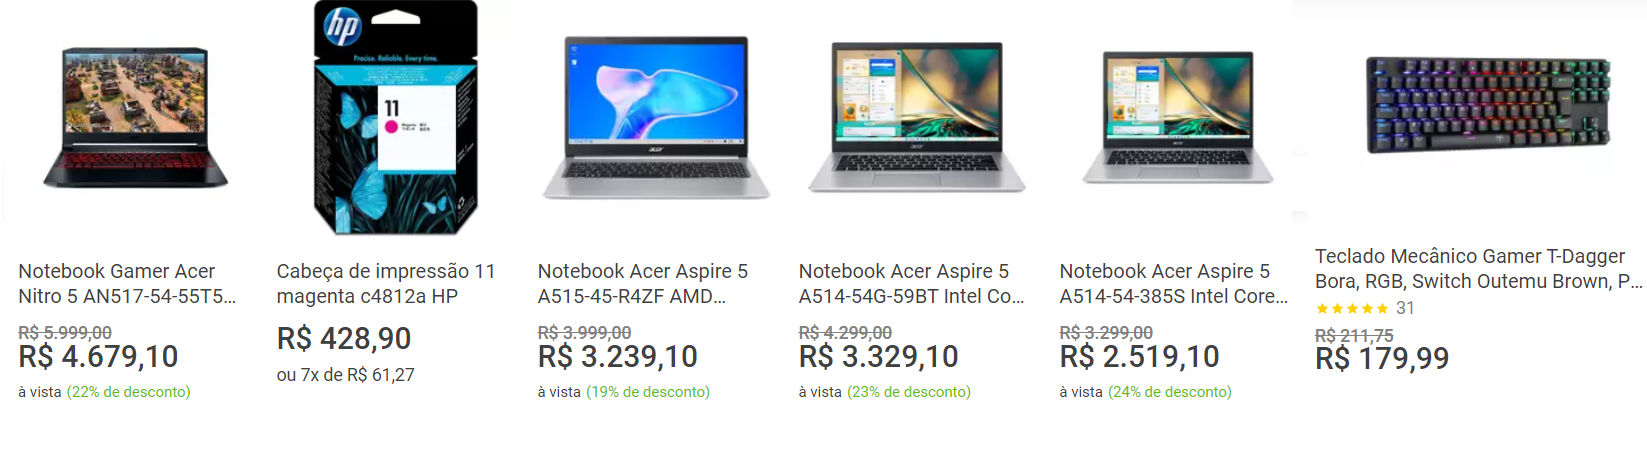 hp
Precise. Reliable. Every time.
11
Magenta
acer
acer
acer
Notebook Gamer Acer
Nitro 5 AN517-54-55T5...
R$ 5.999,00
R$ 4.679,10
à vista (22% de desconto)
Cabeça de impressão 11
magenta c4812a HP
R$ 428,90
ou 7x de R$ 61,27
Notebook Acer Aspire 5
A515-45-R4ZF AMD...
R$ 3.999,00
R$ 3.239,10
à vista (19% de desconto)
Notebook Acer Aspire 5
A514-54G-59BT Intel Co...
R$ 4.299,00
R$ 3.329,10
à vista (23% de desconto)
Notebook Acer Aspire 5
A514-54-385S Intel Core...
R$ 3.299,00
R$ 2.519,10
à vista (24% de desconto)
Teclado Mecânico Gamer T-Dagger
Bora, RGB, Switch Outemu Brown, P...
31
R$ 211,75
R$ 179,99